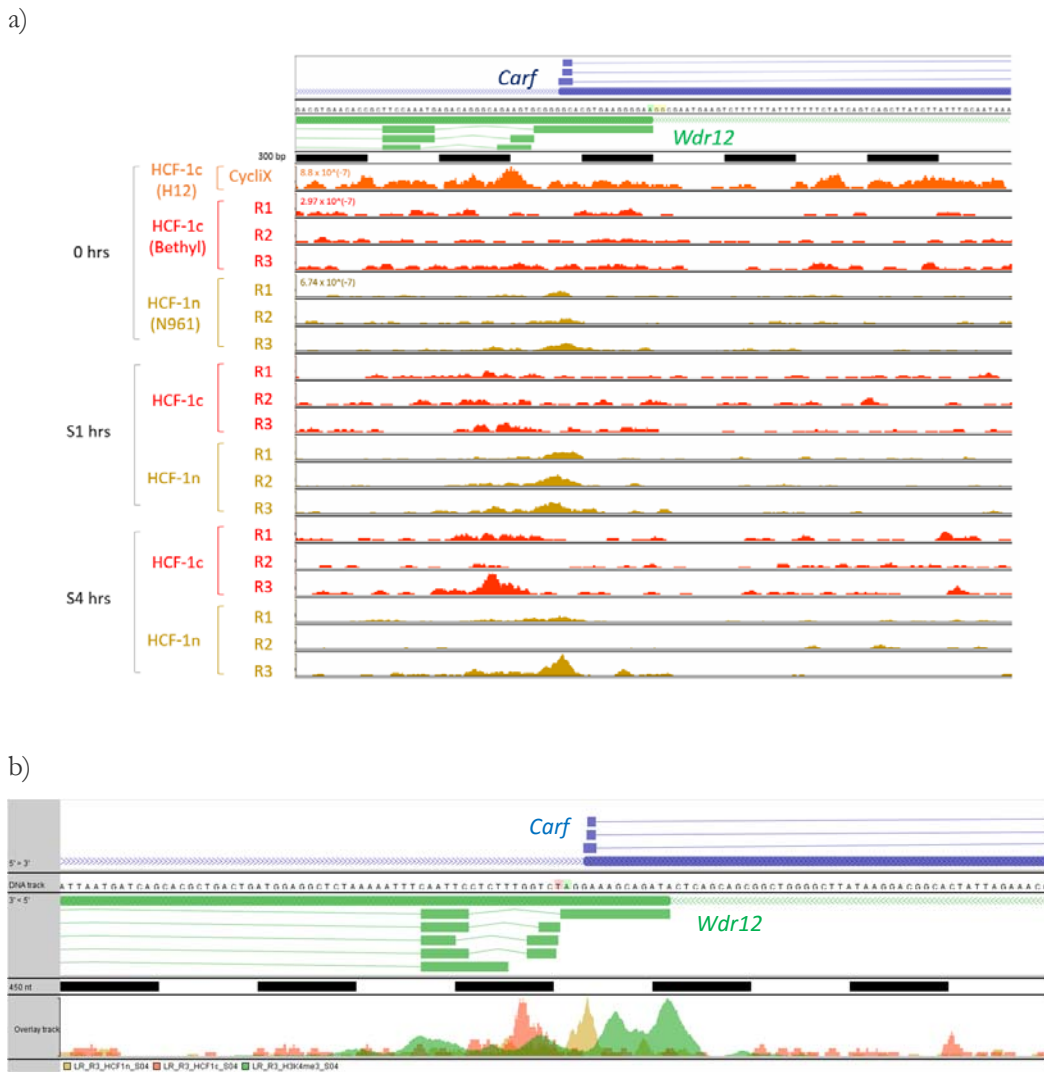 a)
Carf
GACGTGAACACCGCTTCCAAATGAGACAGGGCAGAAGTGCGGGGCAGTGAAGGGGAAGGCGAATGAAGTCTTTTTTATTTTTTTCTATCAGTCAGCTTATCTTATTTGCAATAAA
Wdr12
300 bp
HCF-1c
(H12)
CycliX
8.8 x 10^(-7)
0 hrs
HCF-1c
(Bethyl)
R1
2.97 x 10^(-7)
R2
R3
HCF-1n
(N961)
R1
6.74 x 10^(-7)
R2
R3
S1 hrs
HCF-1c
R1
R2
R3
HCF-1n
R1
R2
R3
S4 hrs
HCF-1c
R1
R2
R3
HCF-1n
R1
R2
R3
b)
Carf
5' > 3'
DNA track
ATTAATGATCAGCACGCTGACTGATGGAGGCTCTAAAAATTTCAATTCCTCTTTGGTCTAGGAAAGCAGATACTCAGCAGCGGCTGGGGCTTATAAGGACGGCACTATTAGAAAC
3' < 5'
Wdr12
450 nt
Overlay track
LR_R3_HCF1n_S04 LR_R3_HCF1c_S04 LR_R3_H3K4me3_S04